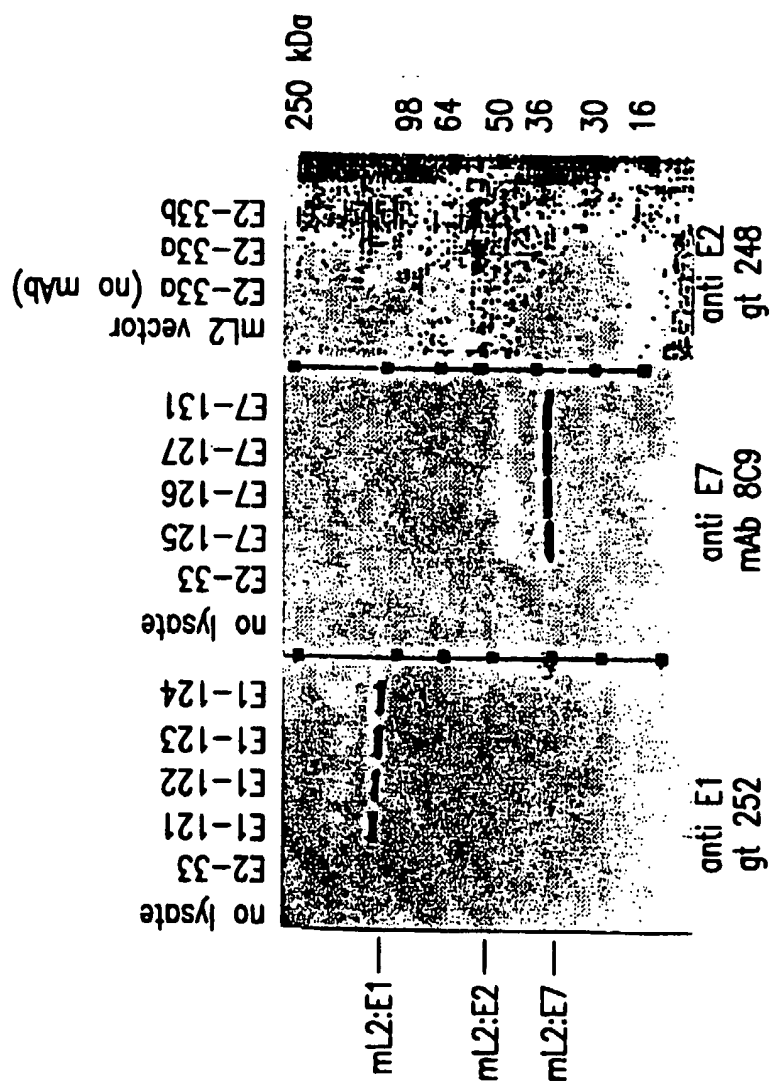 250 kDa
98
64
50
36
30
16
E2-33b
E2-33a
E2-33a (no mAb)
mL2 vector
anti E2
gt 248
E7-131
E7-127
E7-126
E7-125
E2-33
no lysate
anti E7
mAb 8C9
E1-124
E1-123
E1-122
E1-121
E2-33
no lysate
anti E1
gt 252
mL2:E1
mL2:E2
mL2:E7